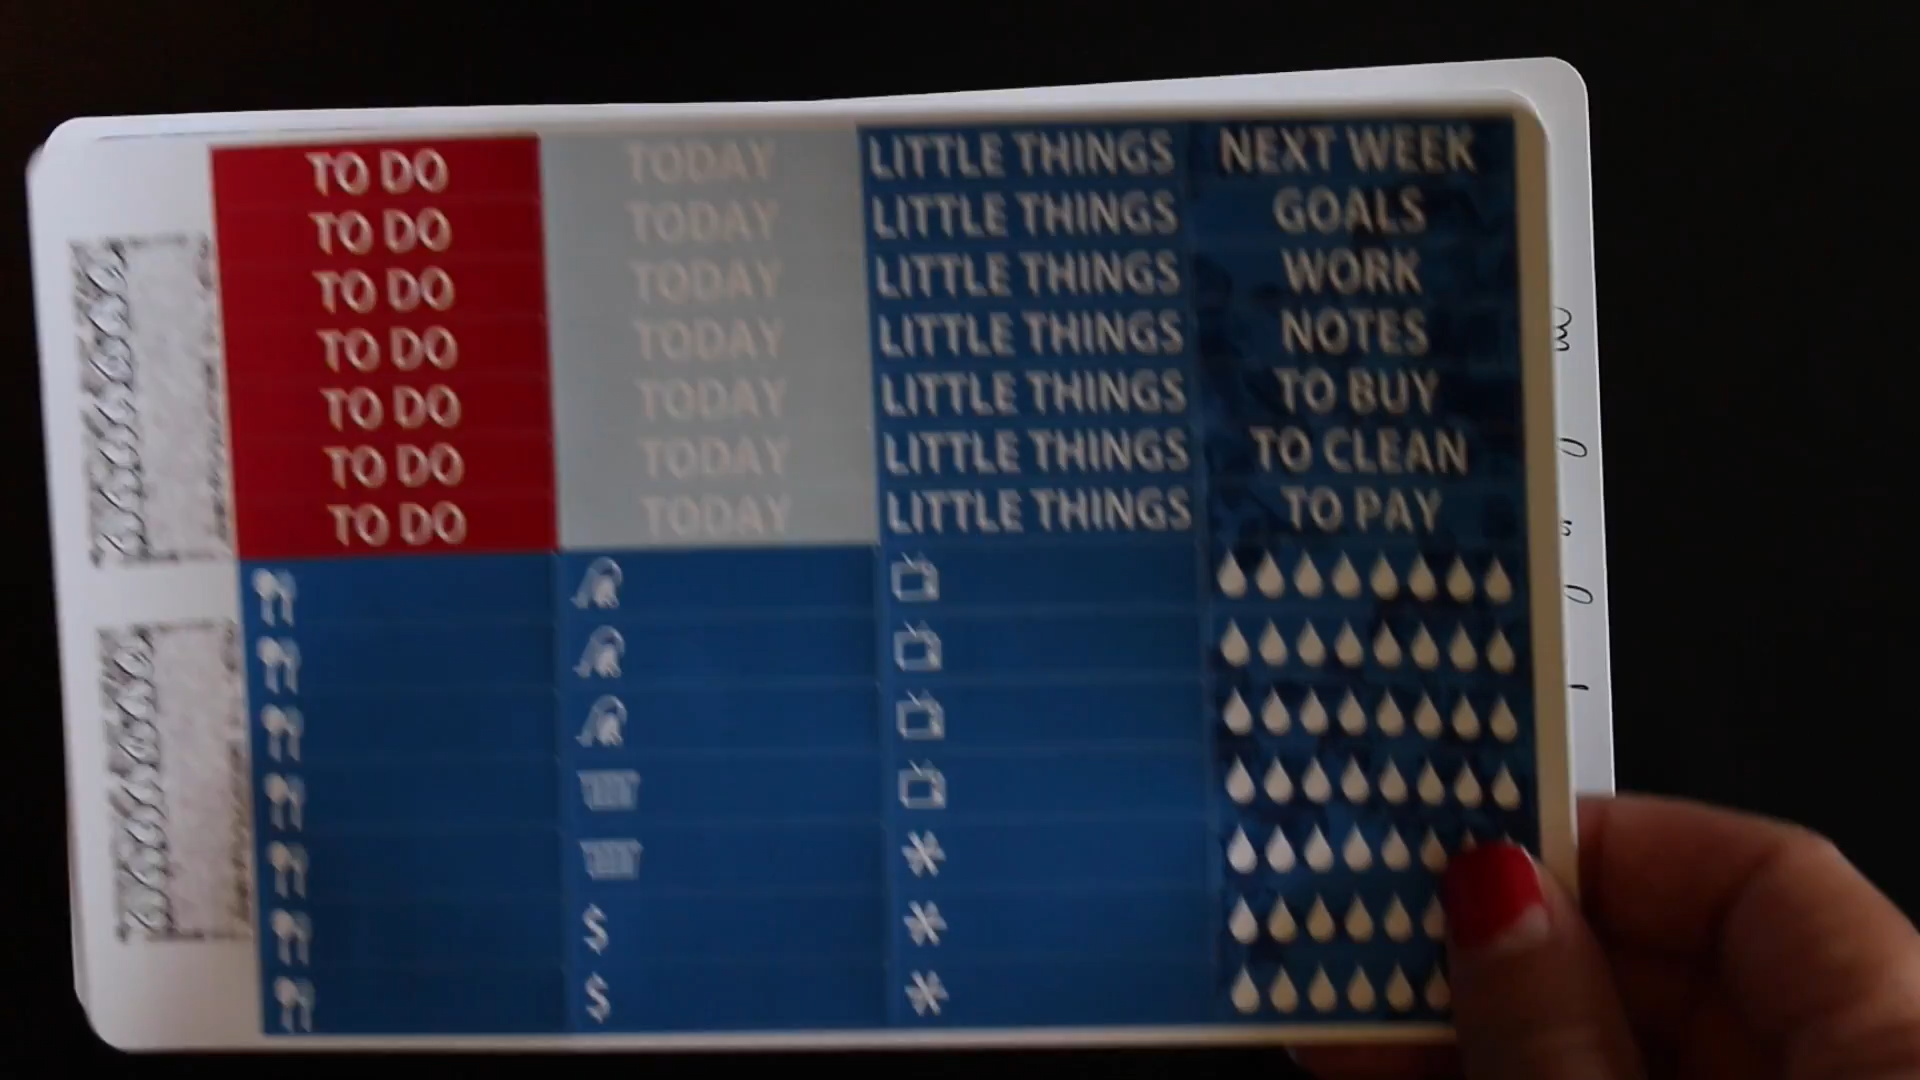 TO DO TODAY LITTLE THINGS NEXT WEEK
TO DO TODAY LITTLE THINGS GOALS
TO DO TODAY LITTLE THINGS WORK
TO DO TODAY LITTLE THINGS NOTES
TO DO TODAY LITTLE THINGS TO BUY
TO DO TODAY LITTLE THINGS TO CLEAN
TO DO TODAY LITTLE THINGS TO PAY
$
$